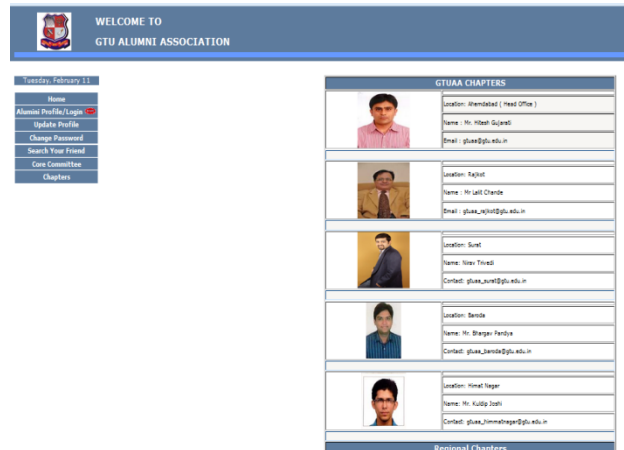 WELCOME TO
GTU ALUMNI ASSOCIATION
Tuesday, February 11
Home
Alumini Profile/Login
Update Profile
Change Password
Search Your Friend
Core Committee
Chapters
GTUAA CHAPTERS
Location: Ahemdabad ( Head Office )
Name : Mr. Hitesh Gujarati
Email : gtuaa@gtu.edu.in
Location: Rajkot
Name : Mr Lalit Chande
Email : gtuaa_rajkot@gtu.edu.in
Location: Surat
Name: Nirav Trivedi
Contact: gtuaa_surat@gtu.edu.in
Location: Baroda
Name: Mr. Bhargav Pandya
Contact: gtuaa_baroda@gtu.edu.in
Location: Himat Nagar
Name: Mr. Kuldip Joshi
Contact: gtuaa_himmatnagar@gtu.edu.in
Regional Chapters